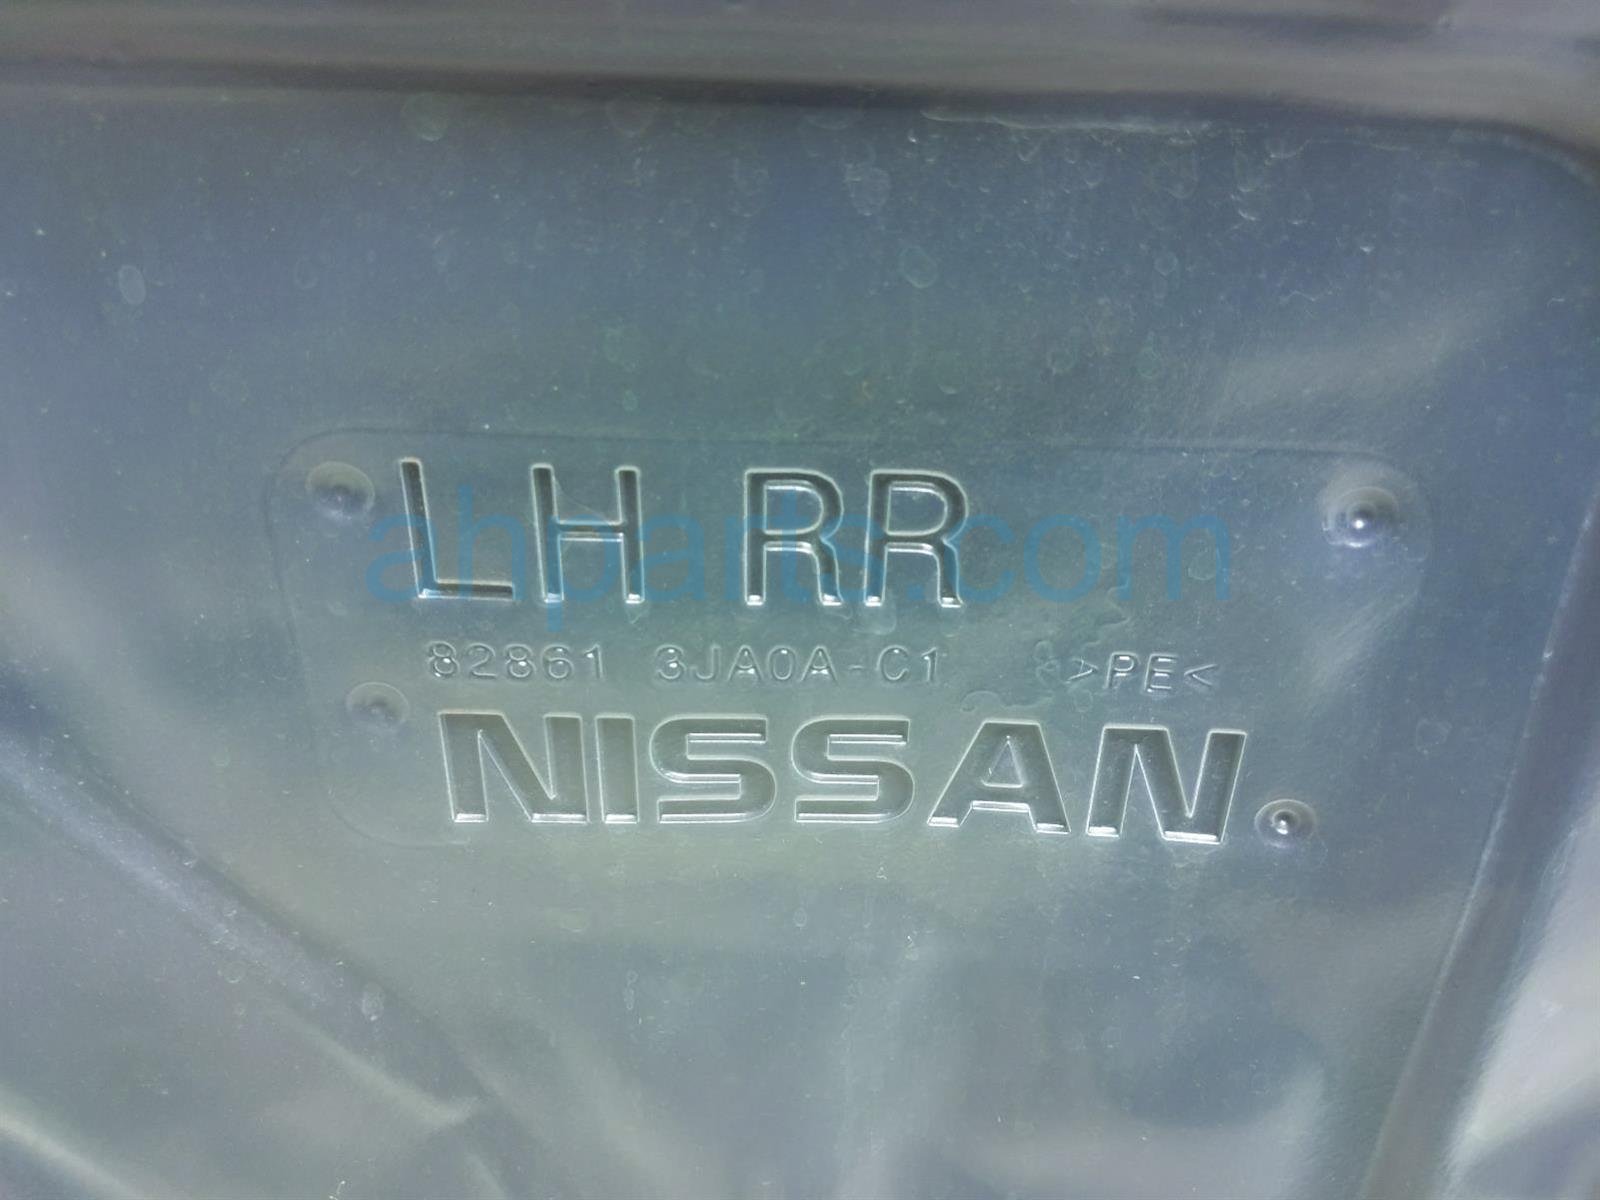 LH RR
ahparts.com
82861 3JA0A-C1 >PE<
NISSAN